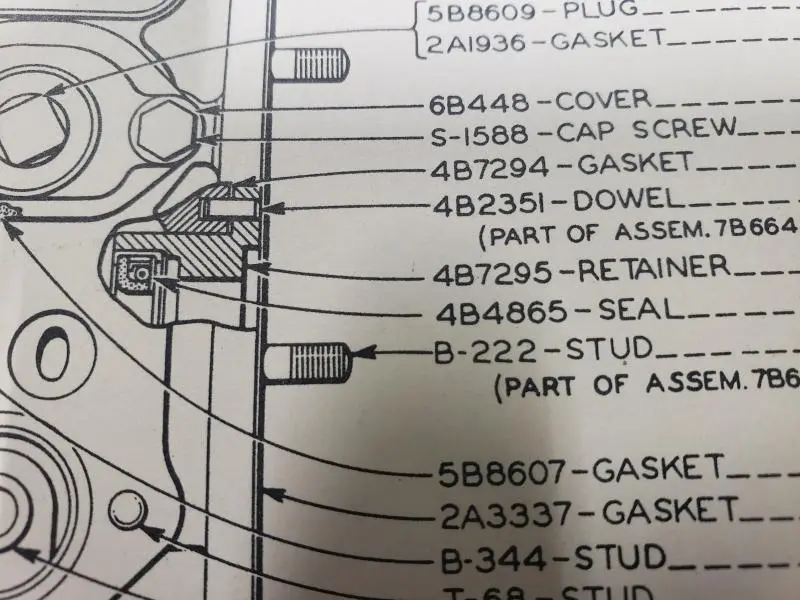 5B8609-PLUG
2A1936-GASKET
6B448-COVER
S-1588-CAP SCREW
4B7294-GASKET
4B2351-DOWEL
(PART OF ASSEM. 7B664
4B7295-RETAINER
4B4865-SEAL
B-222-STUD
(PART OF ASSEM. 7B6
5B8607-GASKET
2A3337-GASKET
B-344-STUD
T-68-STUD